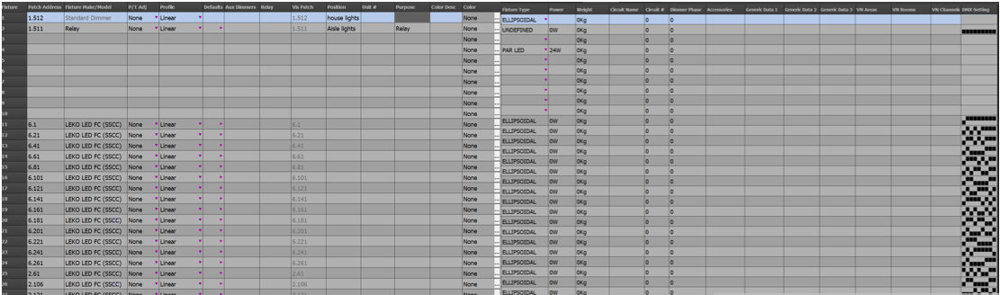 Fixture Patch Address Fixture Make/Model P/T Adj Profile Defaults Aux Dimmers Relay Vis Patch Position Unit # Purpose Color Desc Color Fixture Type Power Weight Circuit Name Circuit # Dimmer Phase Accessories Generic Data 1 Generic Data 2 Generic Data 3 VN Areas VN Rooms VN Channels DMX Setting
1 1.512 Standard Dimmer Linear 1.512 house lights None ... ELLIPSOIDAL 0Kg 0 0
2 1.511 Relay Linear 1.511 Aisle lights Relay None ... UNDEFINED 0W 0Kg 0 0
3 None ... 0Kg 0 0
4 None ... PAR LED 24W 0Kg 0 0
5 None ... 0Kg 0 0
6 None ... 0Kg 0 0
7 None ... 0Kg 0 0
8 None ... 0Kg 0 0
9 None ... 0Kg 0 0
10 None ... 0Kg 0 0
11 6.1 LEKO LED FC (SSCC) None Linear 6.1 None ... ELLIPSOIDAL 0W 0Kg 0 0
12 6.21 LEKO LED FC (SSCC) None Linear 6.21 None ... ELLIPSOIDAL 0W 0Kg 0 0
13 6.41 LEKO LED FC (SSCC) None Linear 6.41 None ... ELLIPSOIDAL 0W 0Kg 0 0
14 6.61 LEKO LED FC (SSCC) None Linear 6.61 None ... ELLIPSOIDAL 0W 0Kg 0 0
15 6.81 LEKO LED FC (SSCC) None Linear 6.81 None ... ELLIPSOIDAL 0W 0Kg 0 0
16 6.101 LEKO LED FC (SSCC) None Linear 6.101 None ... ELLIPSOIDAL 0W 0Kg 0 0
17 6.121 LEKO LED FC (SSCC) None Linear 6.121 None ... ELLIPSOIDAL 0W 0Kg 0 0
18 6.141 LEKO LED FC (SSCC) None Linear 6.141 None ... ELLIPSOIDAL 0W 0Kg 0 0
19 6.161 LEKO LED FC (SSCC) None Linear 6.161 None ... ELLIPSOIDAL 0W 0Kg 0 0
20 6.181 LEKO LED FC (SSCC) None Linear 6.181 None ... ELLIPSOIDAL 0W 0Kg 0 0
21 6.201 LEKO LED FC (SSCC) None Linear 6.201 None ... ELLIPSOIDAL 0W 0Kg 0 0
22 6.221 LEKO LED FC (SSCC) None Linear 6.221 None ... ELLIPSOIDAL 0W 0Kg 0 0
23 6.241 LEKO LED FC (SSCC) None Linear 6.241 None ... ELLIPSOIDAL 0W 0Kg 0 0
24 6.261 LEKO LED FC (SSCC) None Linear 6.261 None ... ELLIPSOIDAL 0W 0Kg 0 0
25 2.61 LEKO LED FC (SSCC) None Linear 2.61 None ... ELLIPSOIDAL 0W 0Kg 0 0
26 2.106 LEKO LED FC (SSCC) None Linear 2.106 None ... ELLIPSOIDAL 0W 0Kg 0 0
LEKO LED FC (SSCC) None Linear None ELLIPSOIDAL 0W 0Kg 0 0